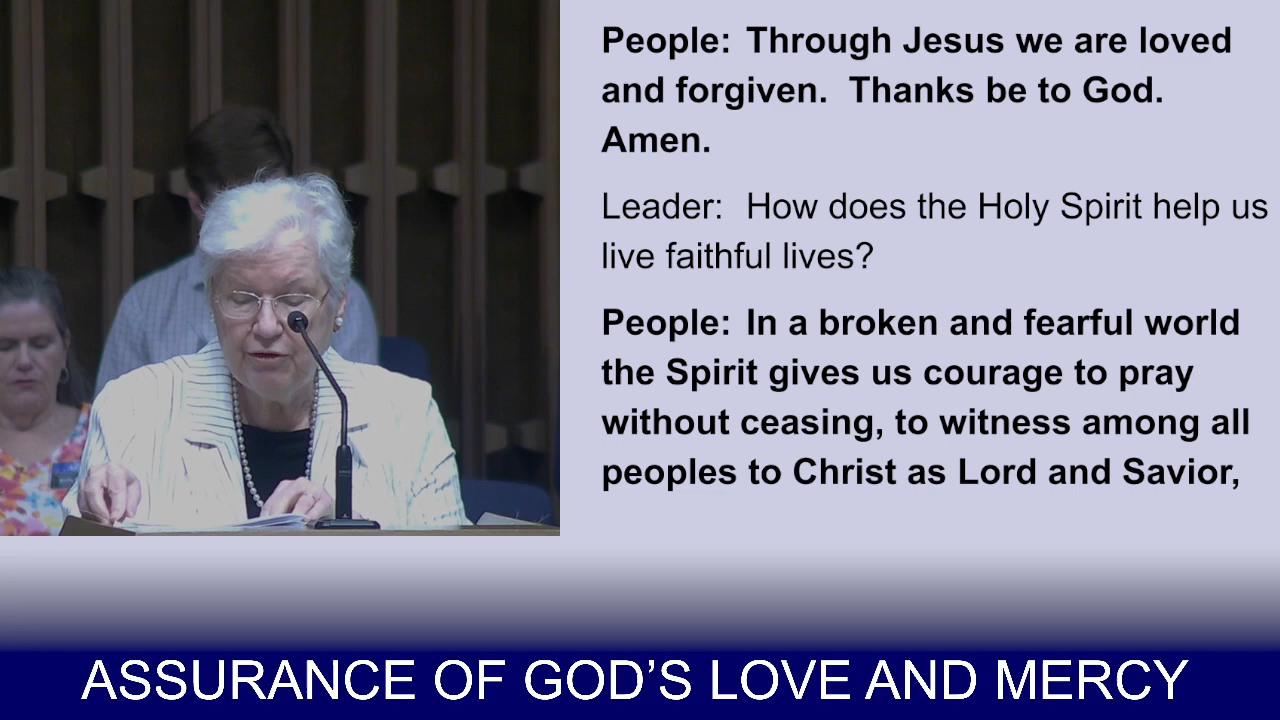 People: Through Jesus we are loved
and forgiven. Thanks be to God.
Amen.
Leader: How does the Holy Spirit help us
live faithful lives?
People: In a broken and fearful world
the Spirit gives us courage to pray
without ceasing, to witness among all
peoples to Christ as Lord and Savior,
ASSURANCE OF GOD’S LOVE AND MERCY